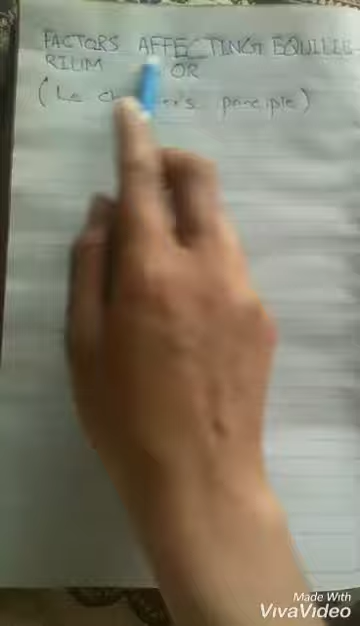 FACTORS AFFECTING EQUILIB
RIUM OR
(Le principle)
Made With
VivaVideo